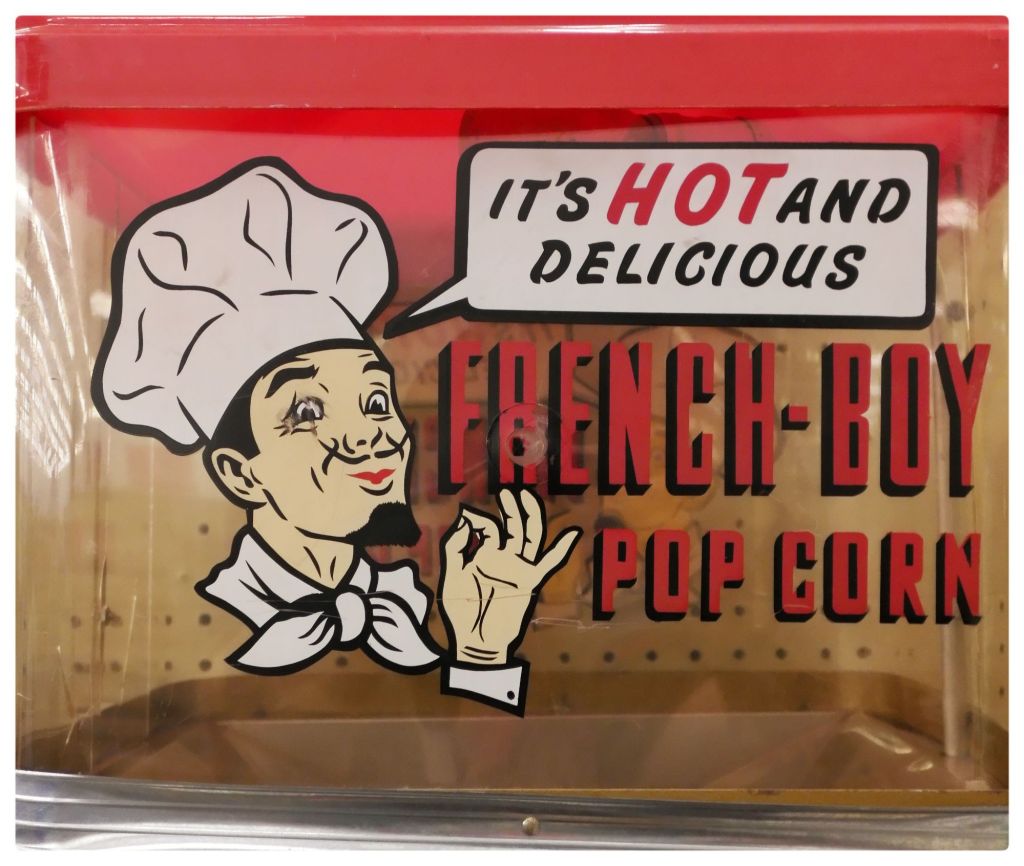 IT'S HOT AND
DELICIOUS
FRENCH-BOY
POP CORN